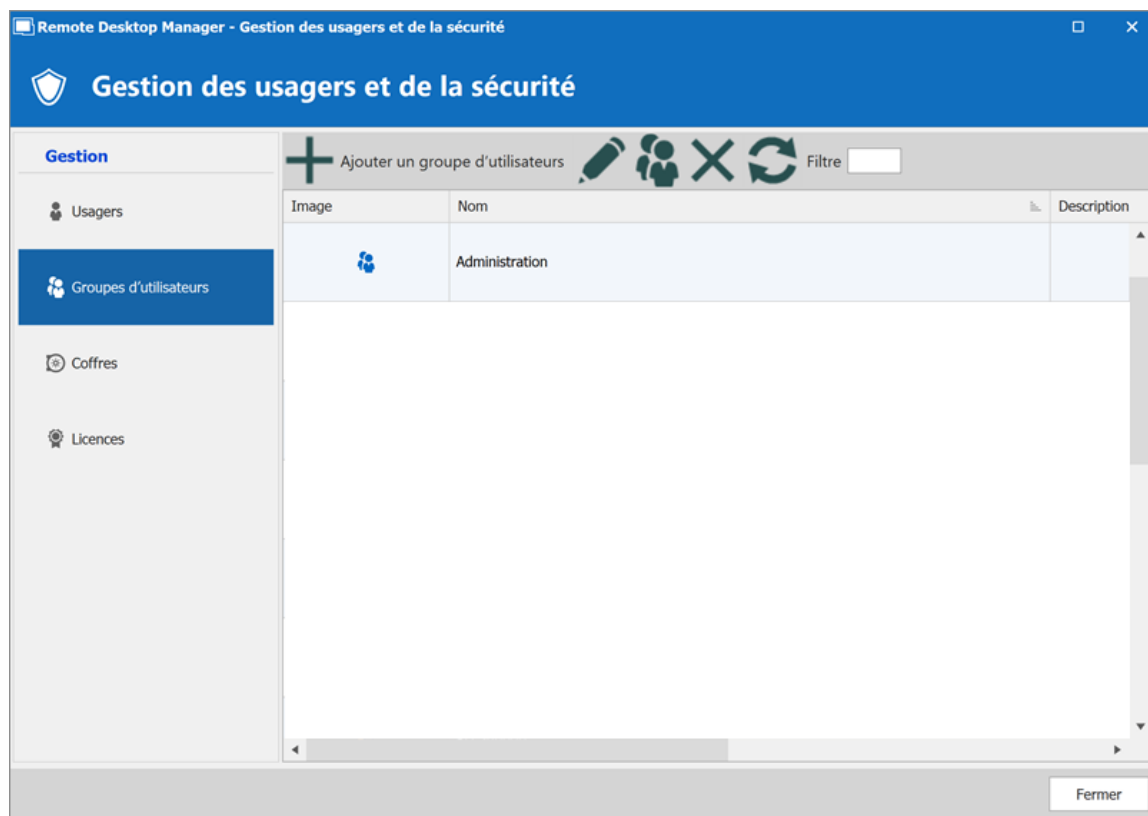 Remote Desktop Manager - Gestion des usagers et de la sécurité
Gestion des usagers et de la sécurité
Gestion
Usagers
Groupes d’utilisateurs
Coffres
Licences
Ajouter un groupe d’utilisateurs Filtre
Image Nom Description
Administration
Fermer